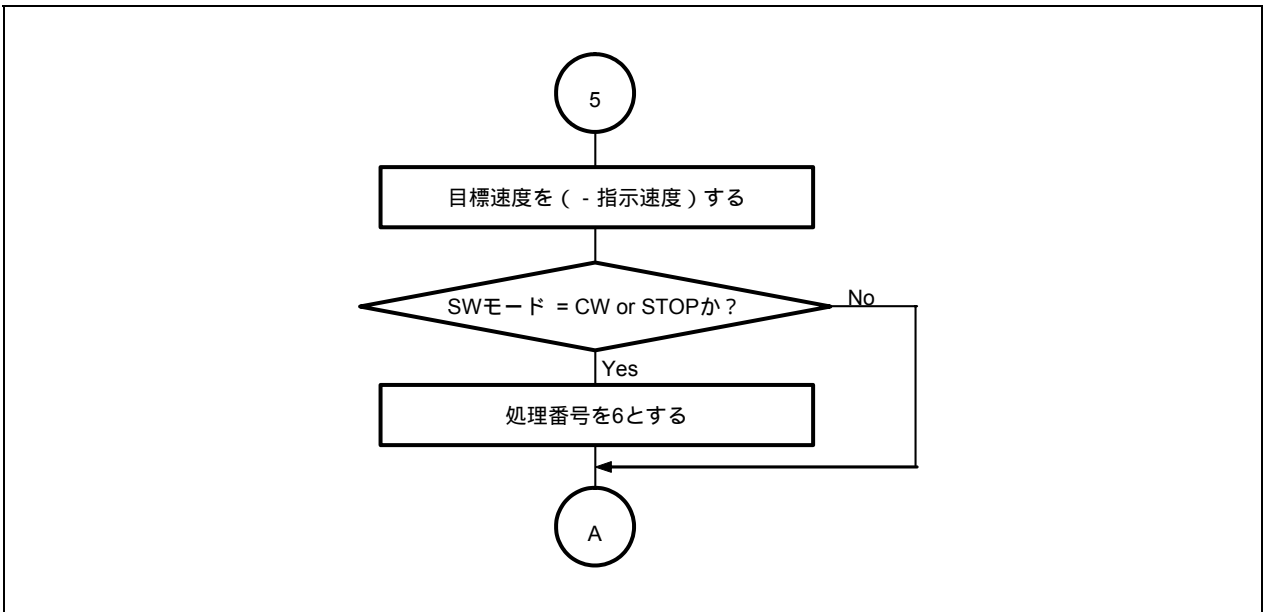 5
目標速度を（ - 指示速度）する
SWモード = CW or STOPか？
No
Yes
処理番号を6とする
A